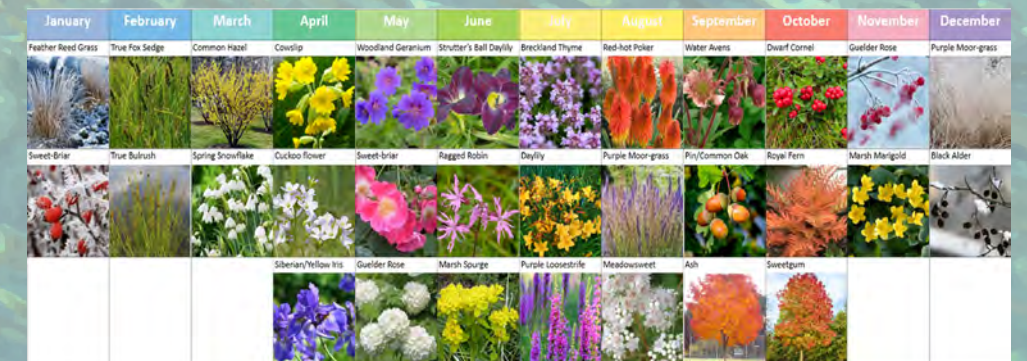 January February March April May June July August September October November December
Feather Reed Grass True Fox Sedge Common Hazel Cowslip Woodland Geranium Strutter's Ball Daylily Breckland Thyme Red-hot Poker Water Avens Dwarf Cornel Guelder Rose Purple Moor-grass
Sweet-Briar True Bulrush Spring Snowflake Cuckoo flower Sweet-briar Ragged Robin Daylily Purple Moor-grass Pin/Common Oak Royal Fern Marsh Marigold Black Alder
Siberian/Yellow Iris Guelder Rose Marsh Spurge Purple Loosestrife Meadowsweet Ash Sweetgum